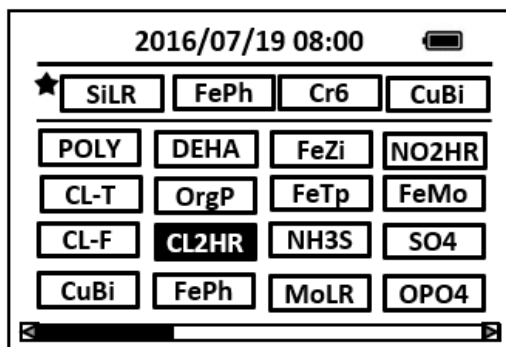 2016/07/19 08:00
SiLR FePh Cr6 CuBi
POLY DEHA FeZi NO2HR
CL-T OrgP FeTp FeMo
CL-F CL2HR NH3S SO4
CuBi FePh MoLR OPO4